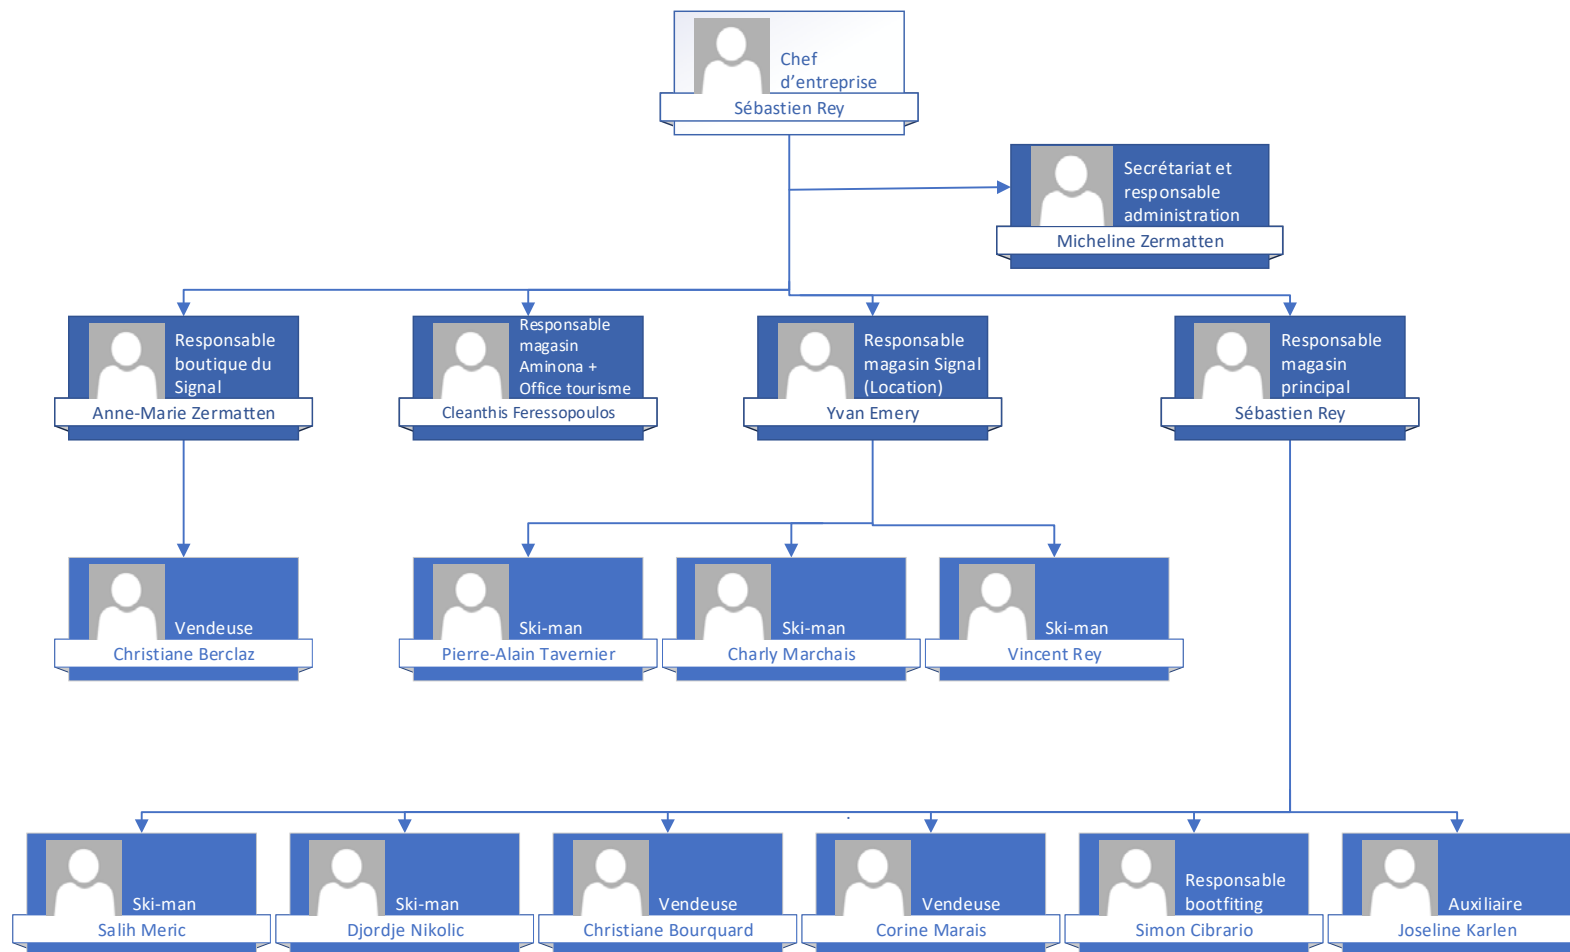 Chef
d’entreprise
Sébastien Rey
Secrétariat et
responsable
administration
Micheline Zermatten
Responsable
boutique du
Signal
Anne-Marie Zermatten
Responsable
magasin
Aminona +
Office tourisme
Cleanthis Feressopoulos
Responsable
magasin Signal
(Location)
Yvan Emery
Responsable
magasin
principal
Sébastien Rey
Vendeuse
Christiane Berclaz
Ski-man
Pierre-Alain Tavernier
Ski-man
Charly Marchais
Ski-man
Vincent Rey
Ski-man
Salih Meric
Ski-man
Djordje Nikolic
Vendeuse
Christiane Bourquard
Vendeuse
Corine Marais
Responsable
bootfiting
Simon Cibrario
Auxiliaire
Joseline Karlen